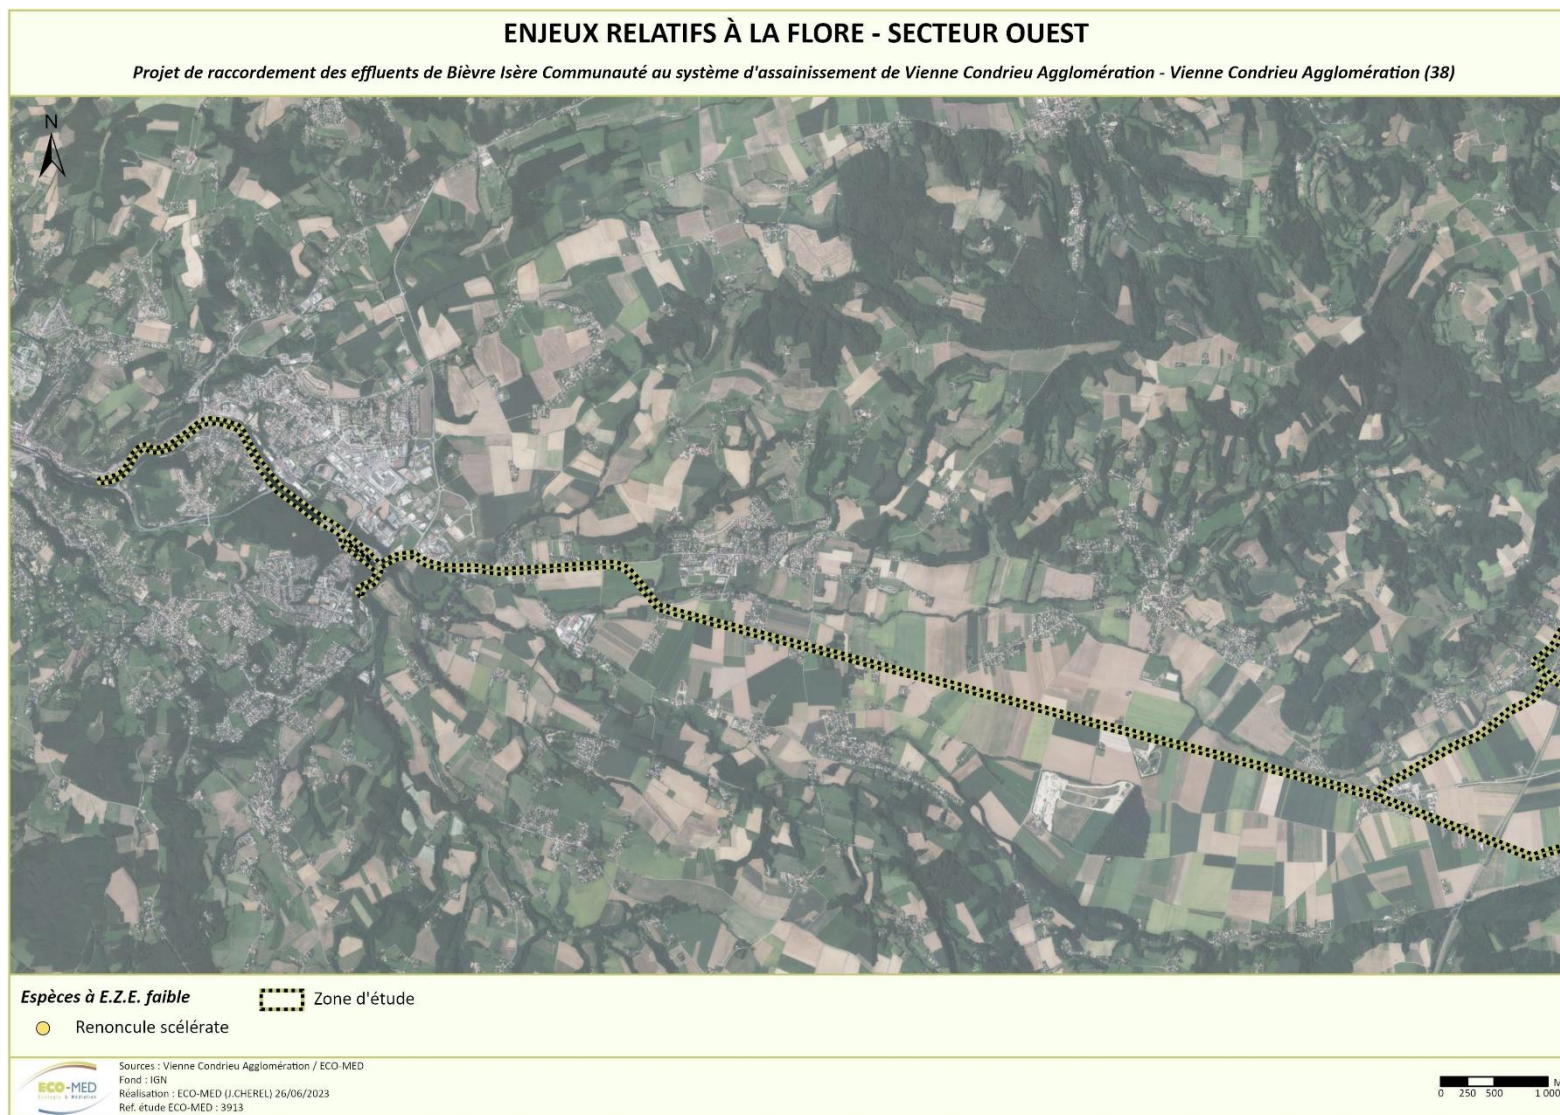 ENJEUX RELATIFS À LA FLORE - SECTEUR OUEST
Projet de raccordement des effluents de Bièvre Isère Communauté au système d'assainissement de Vienne Condrieu Agglomération - Vienne Condrieu Agglomération (38)
N
Espèces à E.Z.E. faible
Zone d'étude
Renoncule scélérate
ECO-MED
Ecologie & Médiation
Sources : Vienne Condrieu Agglomération / ECO-MED
Fond : IGN
Réalisation : ECO-MED (J.CHEREL) 26/06/2023
Ref. étude ECO-MED : 3913
M
0 250 500 1 000